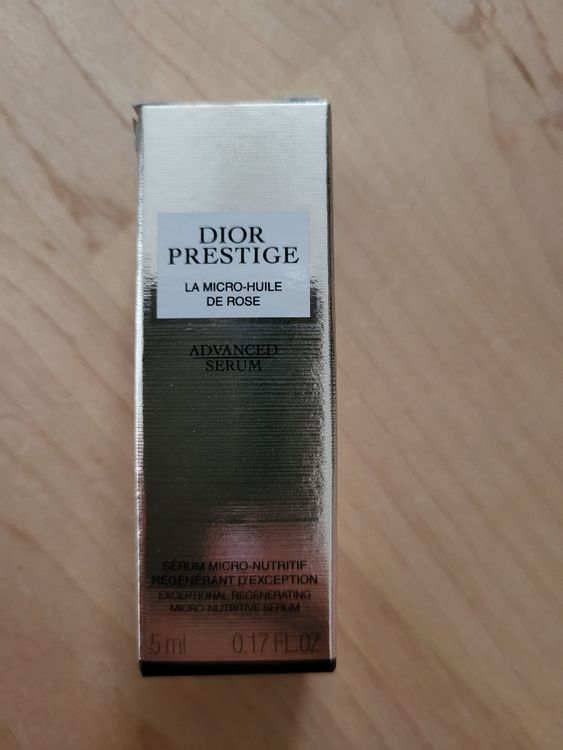 DIOR
PRESTIGE
LA MICRO-HUILE
DE ROSE
ADVANCED
SERUM
SÉRUM MICRO-NUTRITIF
RÉGÉNÉRANT D'EXCEPTION
EXCEPTIONAL REGENERATING
MICRO-NUTRITIVE SERUM
5 ml 0.17 FL.OZ